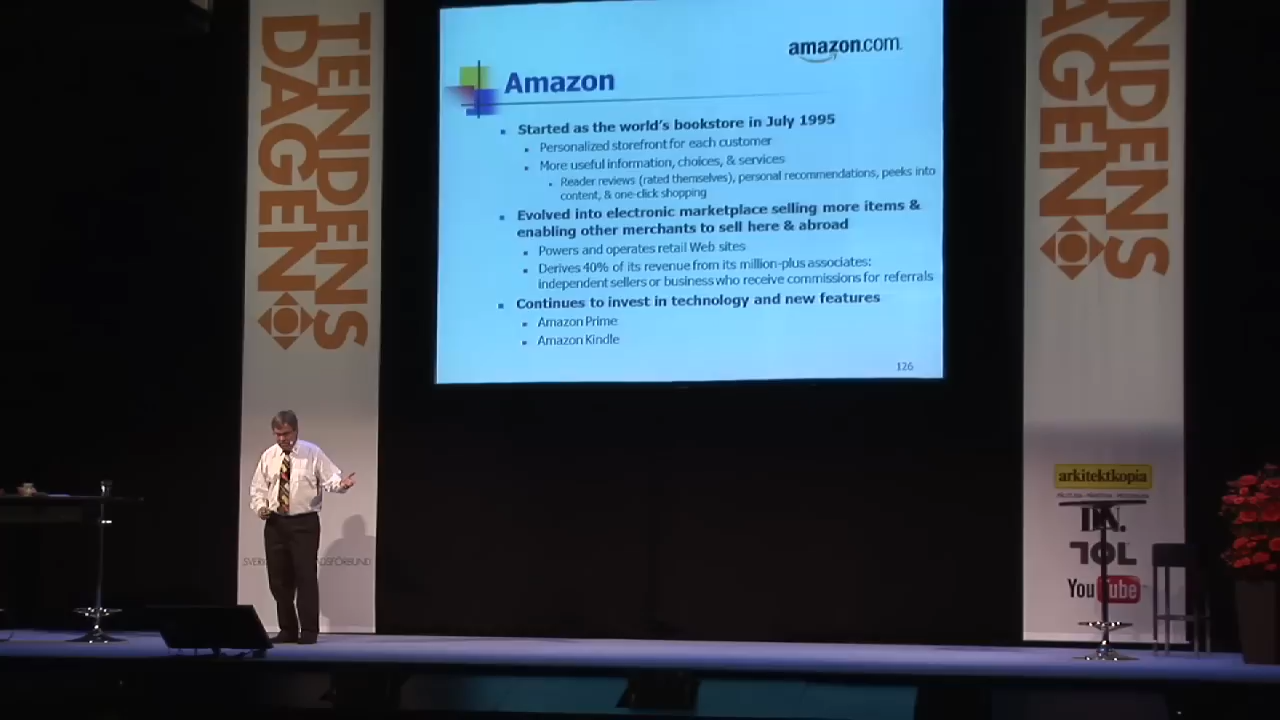 TENDENS
DAGEN
amazon.com
Amazon
Started as the world's bookstore in July 1995
Personalized storefront for each customer
More useful information, choices, & services
Reader reviews (rated themselves), personal recommendations, peeks into
content, & one-click shopping
Evolved into electronic marketplace selling more items &
enabling other merchants to sell here & abroad
Powers and operates retail Web sites
Derives 40% of its revenue from its million-plus associates:
independent sellers or business who receive commissions for referrals
Continues to invest in technology and new features
Amazon Prime
Amazon Kindle
126
NDENS
AGEN
arkitektkopia
YouTube